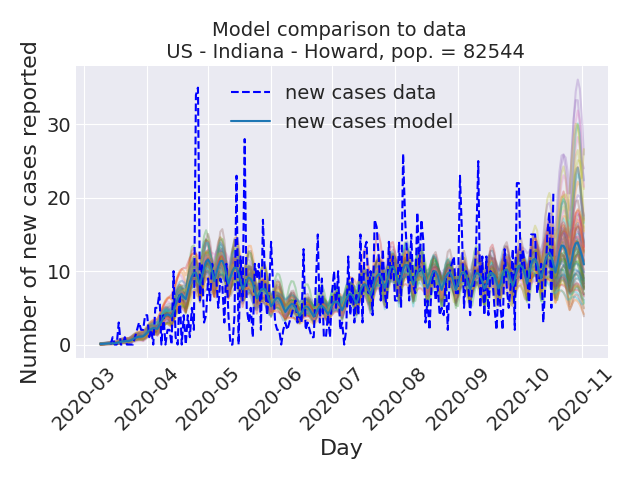 Model comparison to data
US - Indiana - Howard, pop. = 82544
Number of new cases reported
new cases data
new cases model
30
20
10
0
2020-03
2020-04
2020-05
2020-06
2020-07
2020-08
2020-09
2020-10
2020-11
Day